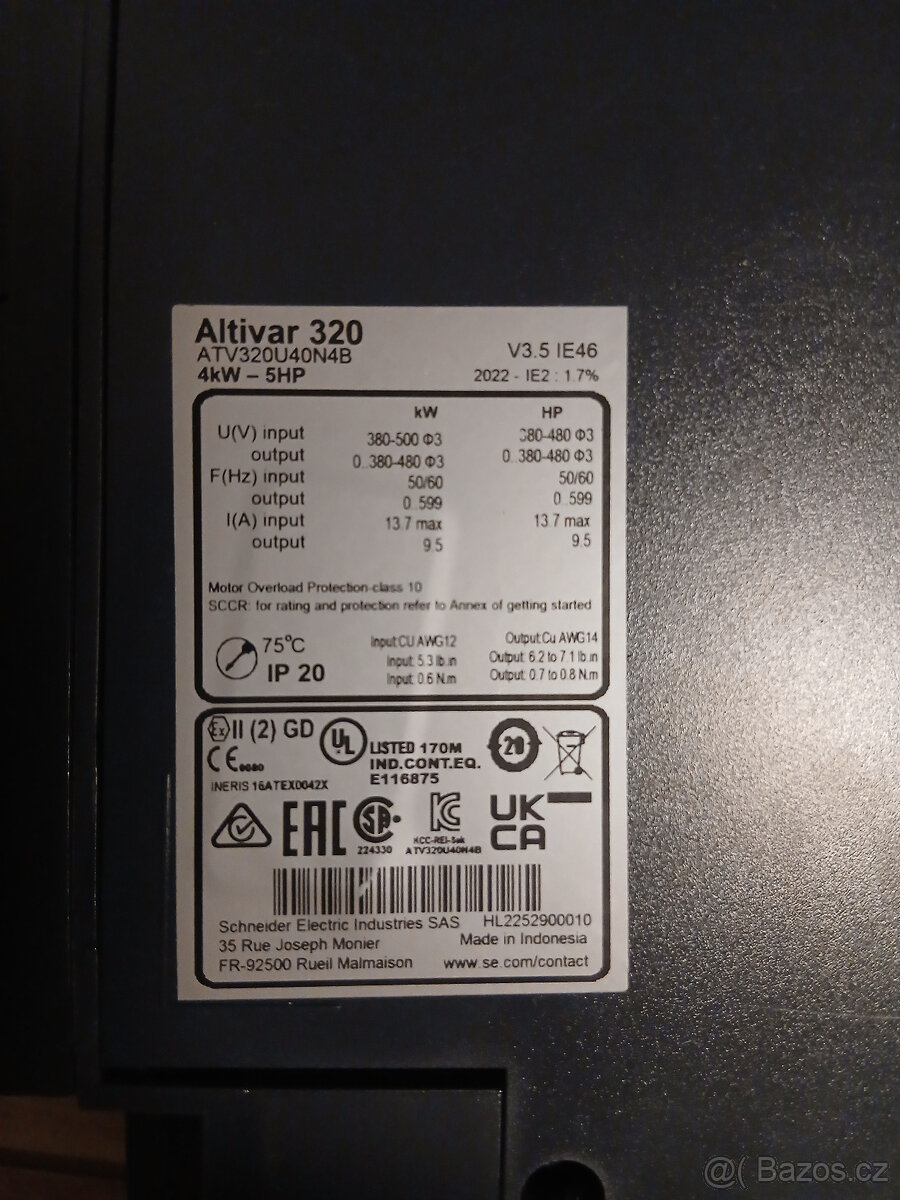 Altivar 320
ATV320U40N4B
V3.5 IE46
4kW – 5HP
2022 - IE2 : 1.7%
kW HP
U(V) input 380-500 Φ3 380-480 Φ3
output 0..380-480 Φ3 0..380-480 Φ3
F(Hz) input 50/60 50/60
output 0..599 0..599
I(A) input 13.7 max 13.7 max
output 9.5 9.5
Motor Overload Protection-class 10
SCCR: for rating and protection refer to Annex of getting started
75°C
IP 20
Input:CU AWG12 Output:Cu AWG14
Input: 5.3 lb.in Output: 6.2 to 7.1 lb.in
Input: 0.6 N.m Output: 0.7 to 0.8 N.m
Ex II (2) GD
CE 0080
INERIS 16ATEX0042X
UL
LISTED 170M
IND.CONT.EQ.
E116875
20
EAC
SA
224330
KC
ATV320U40N4B
UK
CA
Schneider Electric Industries SAS HL2252900010
35 Rue Joseph Monier Made in Indonesia
FR-92500 Rueil Malmaison www.se.com/contact
@( Bazos.cz